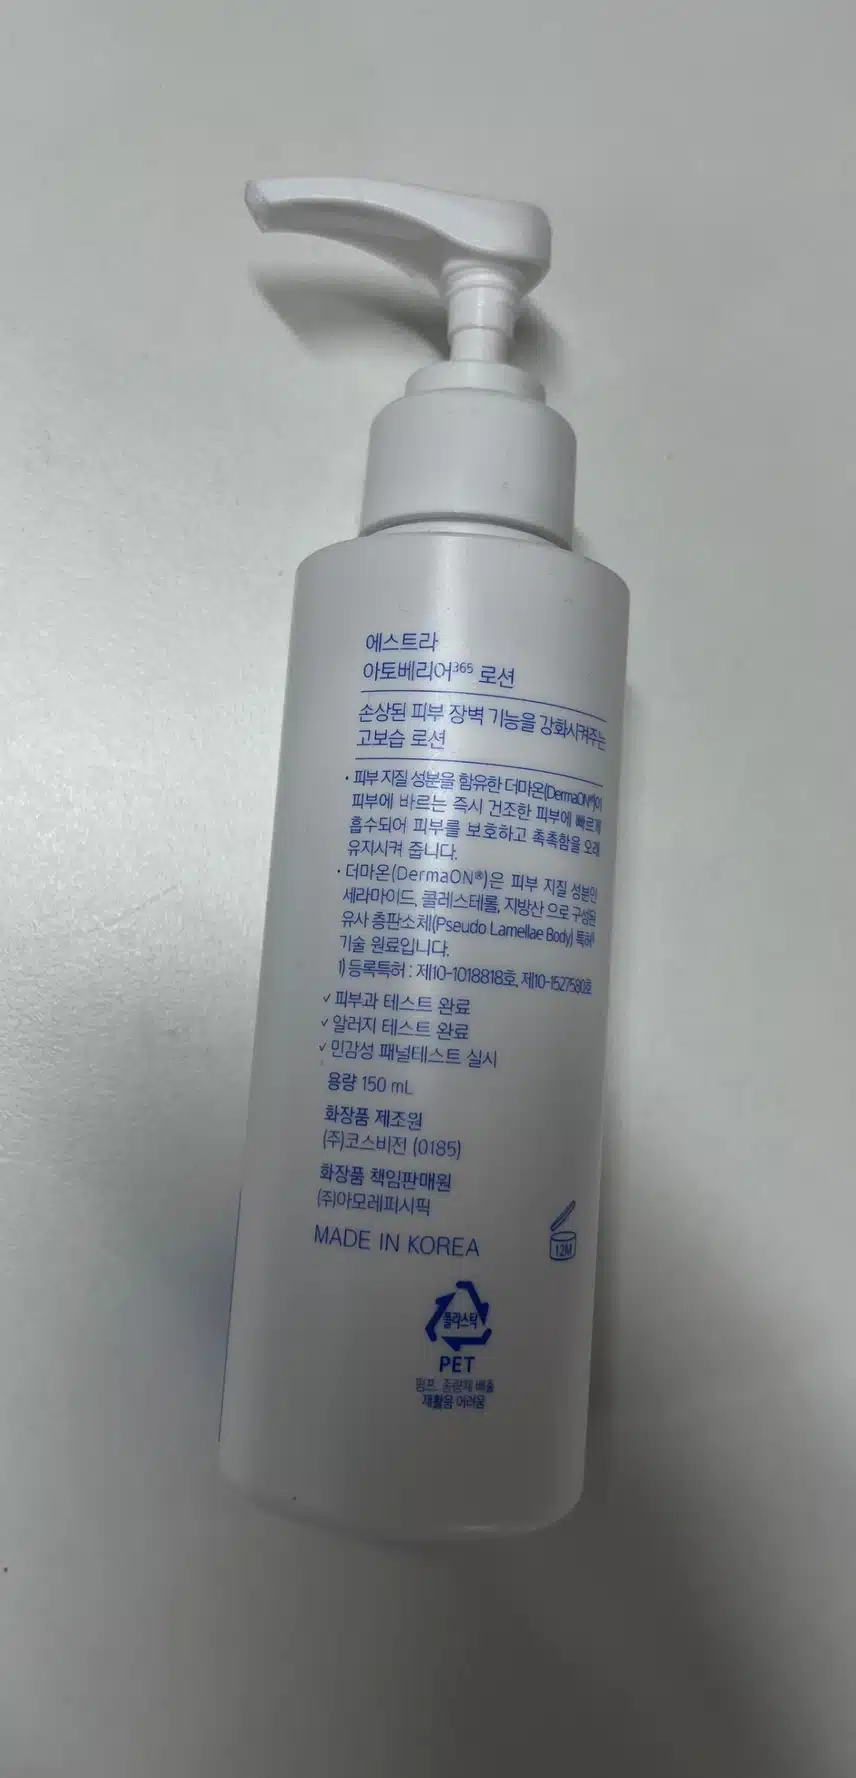 에스트라
아토베리어365 로션
손상된 피부 장벽 기능을 강화시켜주는
고보습 로션
· 피부 지질 성분을 함유한 더마온(DermaON®)이
피부에 바르는 즉시 건조한 피부에 빠르게
흡수되어 피부를 보호하고 촉촉함을 오래
유지시켜 줍니다.
· 더마온(DermaON®)은 피부 지질 성분인
세라마이드, 콜레스테롤, 지방산 으로 구성된
유사 층판소체(Pseudo Lamellae Body) 특허1)
기술 원료입니다.
1) 등록특허 : 제10-1018818호, 제10-1527580호
✓ 피부과 테스트 완료
✓ 알러지 테스트 완료
✓ 민감성 패널테스트 실시
용량 150 mL
화장품 제조원
(주)코스비전 (0185)
화장품 책임판매원
(주)아모레퍼시픽
MADE IN KOREA
12M
플라스틱
PET
펌프, 종량제 배출
재활용 어려움